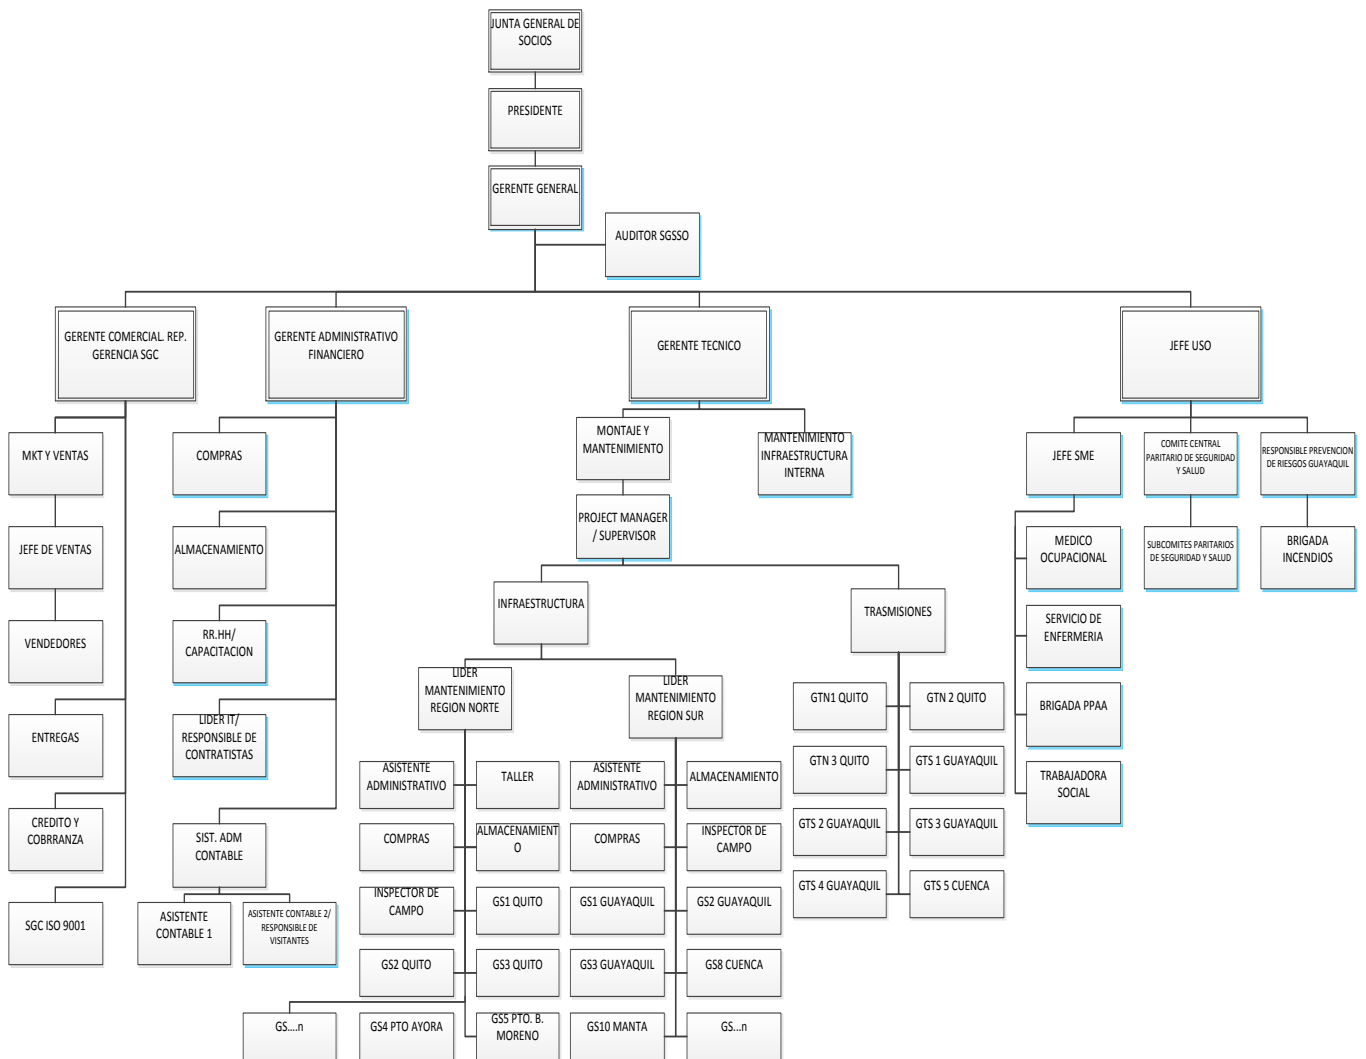 JUNTA GENERAL DE
SOCIOS
PRESIDENTE
GERENTE GENERAL
AUDITOR SGSSO
GERENTE COMERCIAL. REP.
GERENCIA SGC
GERENTE ADMINISTRATIVO
FINANCIERO
GERENTE TECNICO
JEFE USO
MKT Y VENTAS
JEFE DE VENTAS
VENDEDORES
ENTREGAS
CREDITO Y
COBRRANZA
SGC ISO 9001
COMPRAS
ALMACENAMIENTO
RR.HH/
CAPACITACION
LIDER IT/
RESPONSIBLE DE
CONTRATISTAS
SIST. ADM
CONTABLE
ASISTENTE
CONTABLE 1
ASISTENTE CONTABLE 2/
RESPONSIBLE DE
VISITANTES
MONTAJE Y
MANTENIMIENTO
MANTENIMIENTO
INFRAESTRUCTURA
INTERNA
PROJECT MANAGER
/ SUPERVISOR
INFRAESTRUCTURA
TRASMISIONES
LIDER
MANTENIMIENTO
REGION NORTE
LIDER
MANTENIMIENTO
REGION SUR
ASISTENTE
ADMINISTRATIVO
TALLER
COMPRAS
ALMACENAMIENT
O
INSPECTOR DE
CAMPO
GS1 QUITO
GS2 QUITO
GS3 QUITO
GS....n
GS4 PTO AYORA
GS5 PTO. B.
MORENO
ASISTENTE
ADMINISTRATIVO
ALMACENAMIENTO
COMPRAS
INSPECTOR DE
CAMPO
GS1 GUAYAQUIL
GS2 GUAYAQUIL
GS3 GUAYAQUIL
GS8 CUENCA
GS10 MANTA
GS...n
GTN1 QUITO
GTN 2 QUITO
GTN 3 QUITO
GTS 1 GUAYAQUIL
GTS 2 GUAYAQUIL
GTS 3 GUAYAQUIL
GTS 4 GUAYAQUIL
GTS 5 CUENCA
JEFE SME
COMITE CENTRAL
PARITARIO DE SEGURIDAD
Y SALUD
RESPONSIBLE PREVENCION
DE RIESGOS GUAYAQUIL
MEDICO
OCUPACIONAL
SUBCOMITES PARITARIOS
DE SEGURIDAD Y SALUD
BRIGADA
INCENDIOS
SERVICIO DE
ENFERMERIA
BRIGADA PPAA
TRABAJADORA
SOCIAL